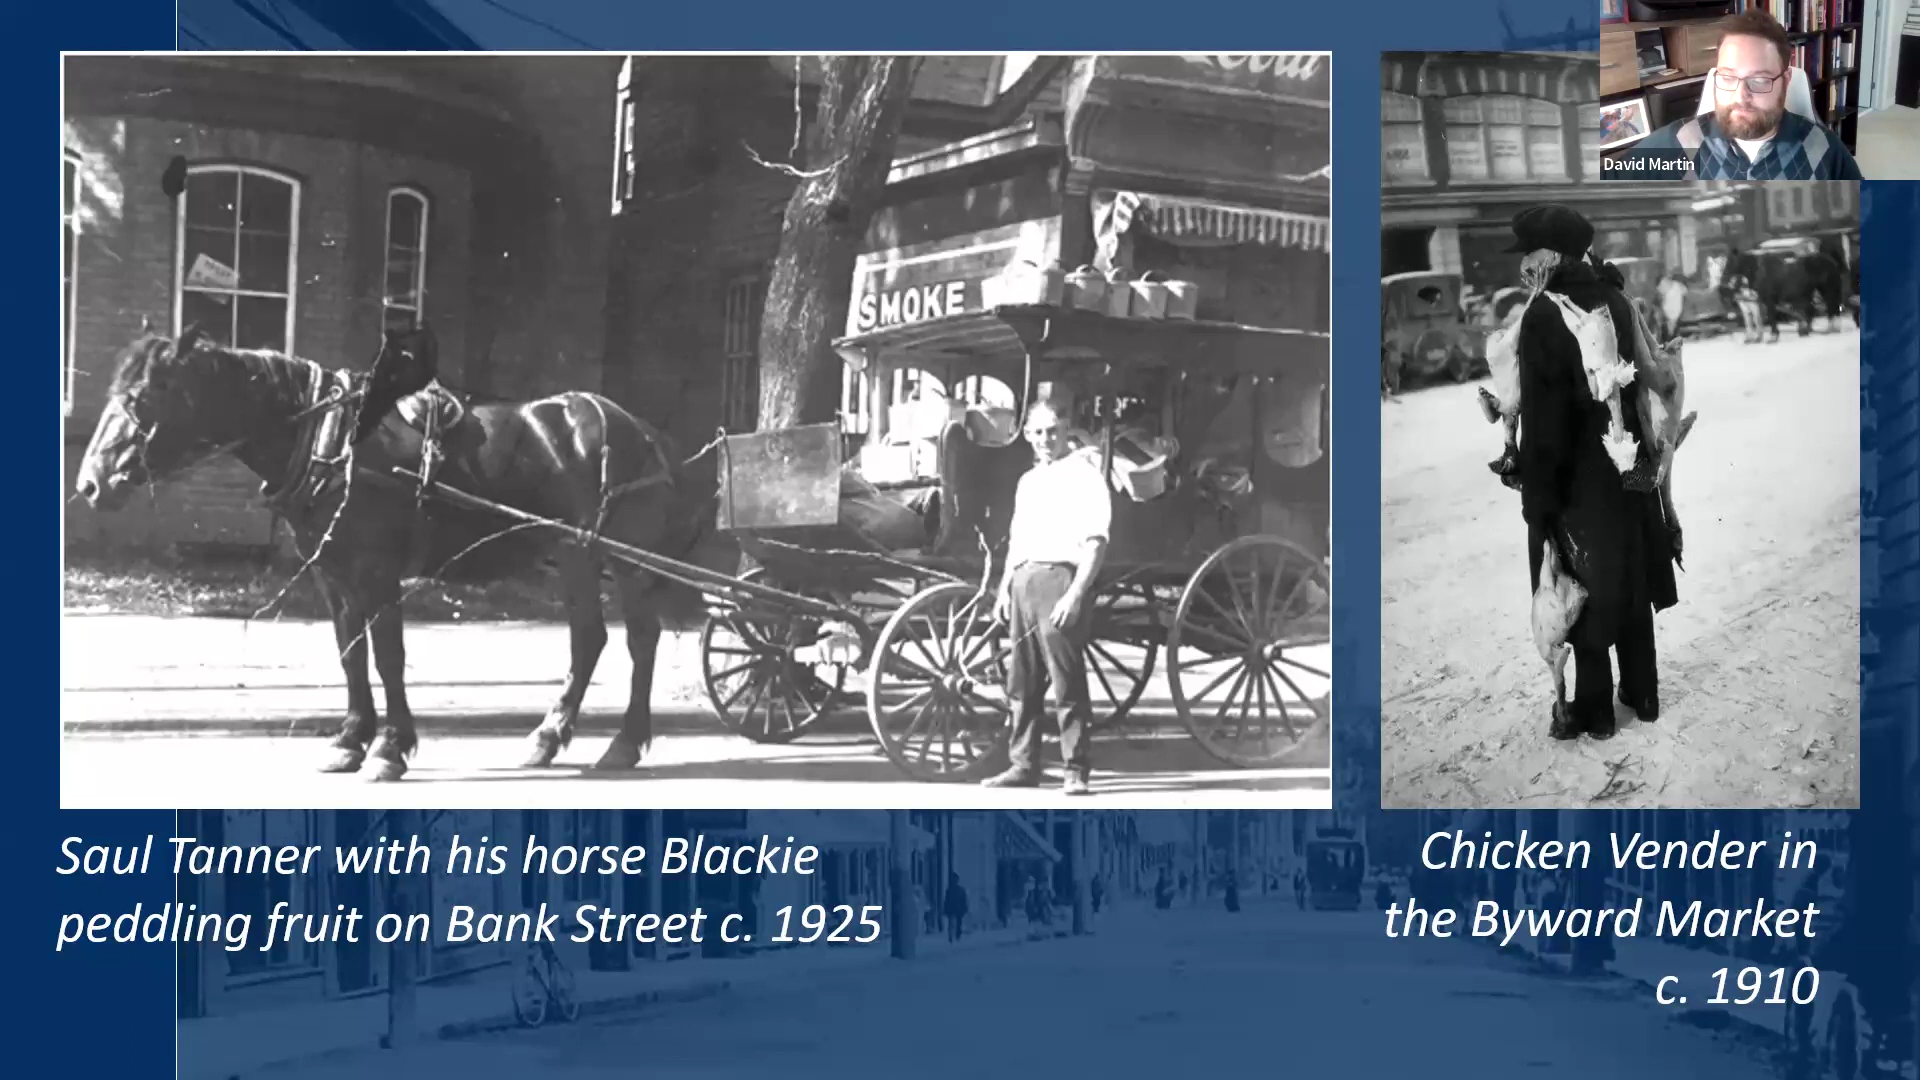 David Martin
SMOKE
Saul Tanner with his horse Blackie
peddling fruit on Bank Street c. 1925
Chicken Vender in
the Byward Market
c. 1910